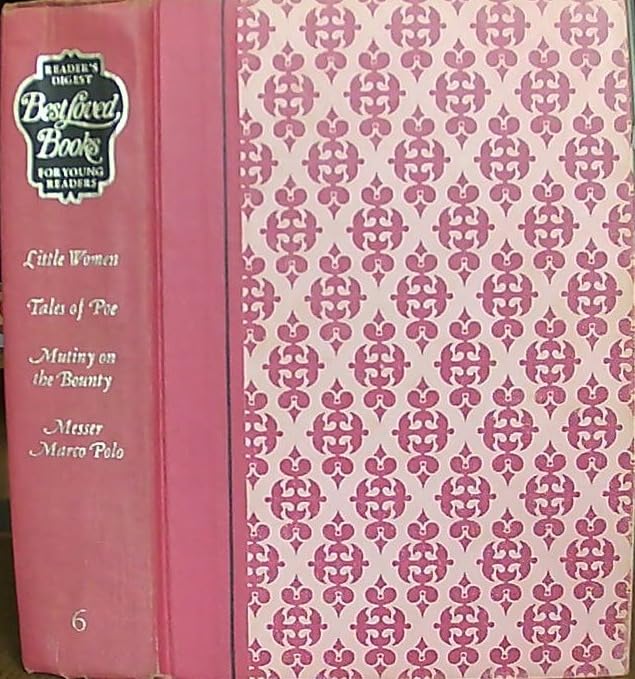 READER'S
DIGEST
Best Loved
Books
FOR YOUNG
READERS
Little Women
Tales of Poe
Mutiny on
the Bounty
Messer
Marco Polo
6